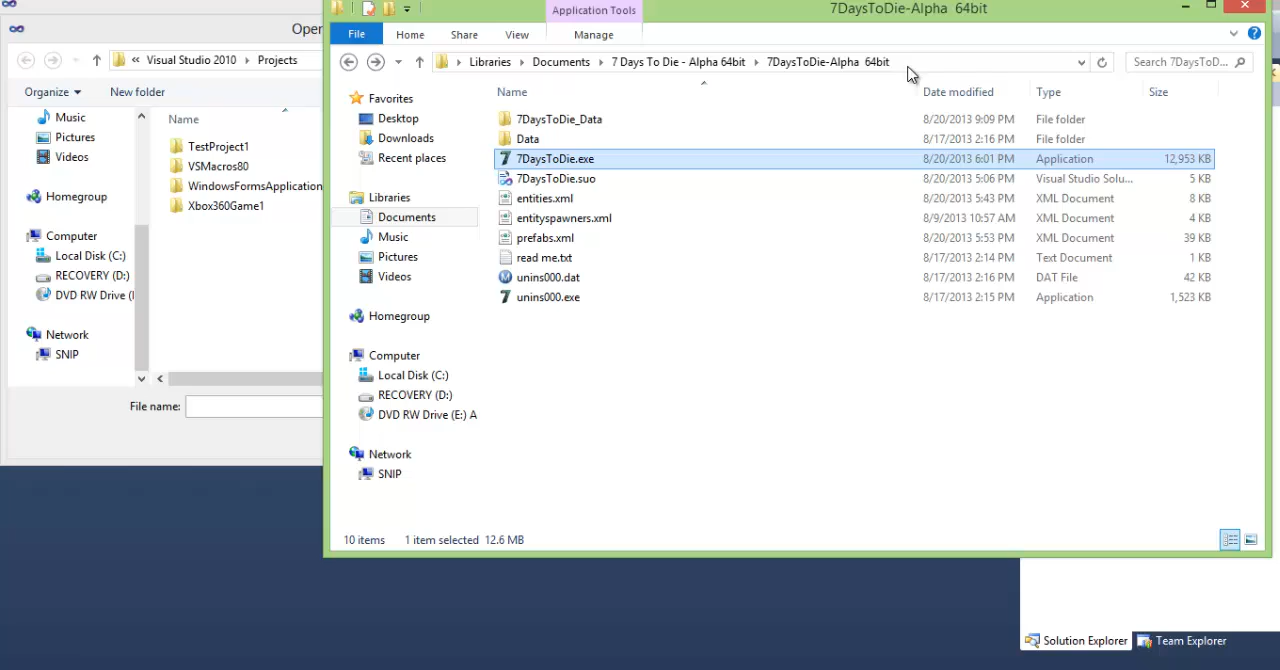 Open
« Visual Studio 2010 Projects
Organize New folder
Music
Pictures
Videos
Homegroup
Computer
Local Disk (C:)
RECOVERY (D:)
DVD RW Drive (
Network
SNIP
Name
TestProject1
VSMacros80
WindowsFormsApplication
Xbox360Game1
File name:
Application Tools
7DaysToDie-Alpha 64bit
File Home Share View Manage
Libraries Documents 7 Days To Die - Alpha 64bit 7DaysToDie-Alpha 64bit
Search 7DaysToD...
Favorites
Desktop
Downloads
Recent places
Libraries
Documents
Music
Pictures
Videos
Homegroup
Computer
Local Disk (C:)
RECOVERY (D:)
DVD RW Drive (E:) A
Network
SNIP
Name Date modified Type Size
7DaysToDie_Data 8/20/2013 9:09 PM File folder
Data 8/17/2013 2:16 PM File folder
7DaysToDie.exe 8/20/2013 6:01 PM Application 12,953 KB
7DaysToDie.suo 8/20/2013 5:06 PM Visual Studio Solu... 5 KB
entities.xml 8/20/2013 5:43 PM XML Document 8 KB
entityspawners.xml 8/9/2013 10:57 AM XML Document 4 KB
prefabs.xml 8/20/2013 5:53 PM XML Document 39 KB
read me.txt 8/17/2013 2:14 PM Text Document 1 KB
unins000.dat 8/17/2013 2:16 PM DAT File 42 KB
unins000.exe 8/17/2013 2:15 PM Application 1,523 KB
10 items 1 item selected 12.6 MB
Solution Explorer Team Explorer